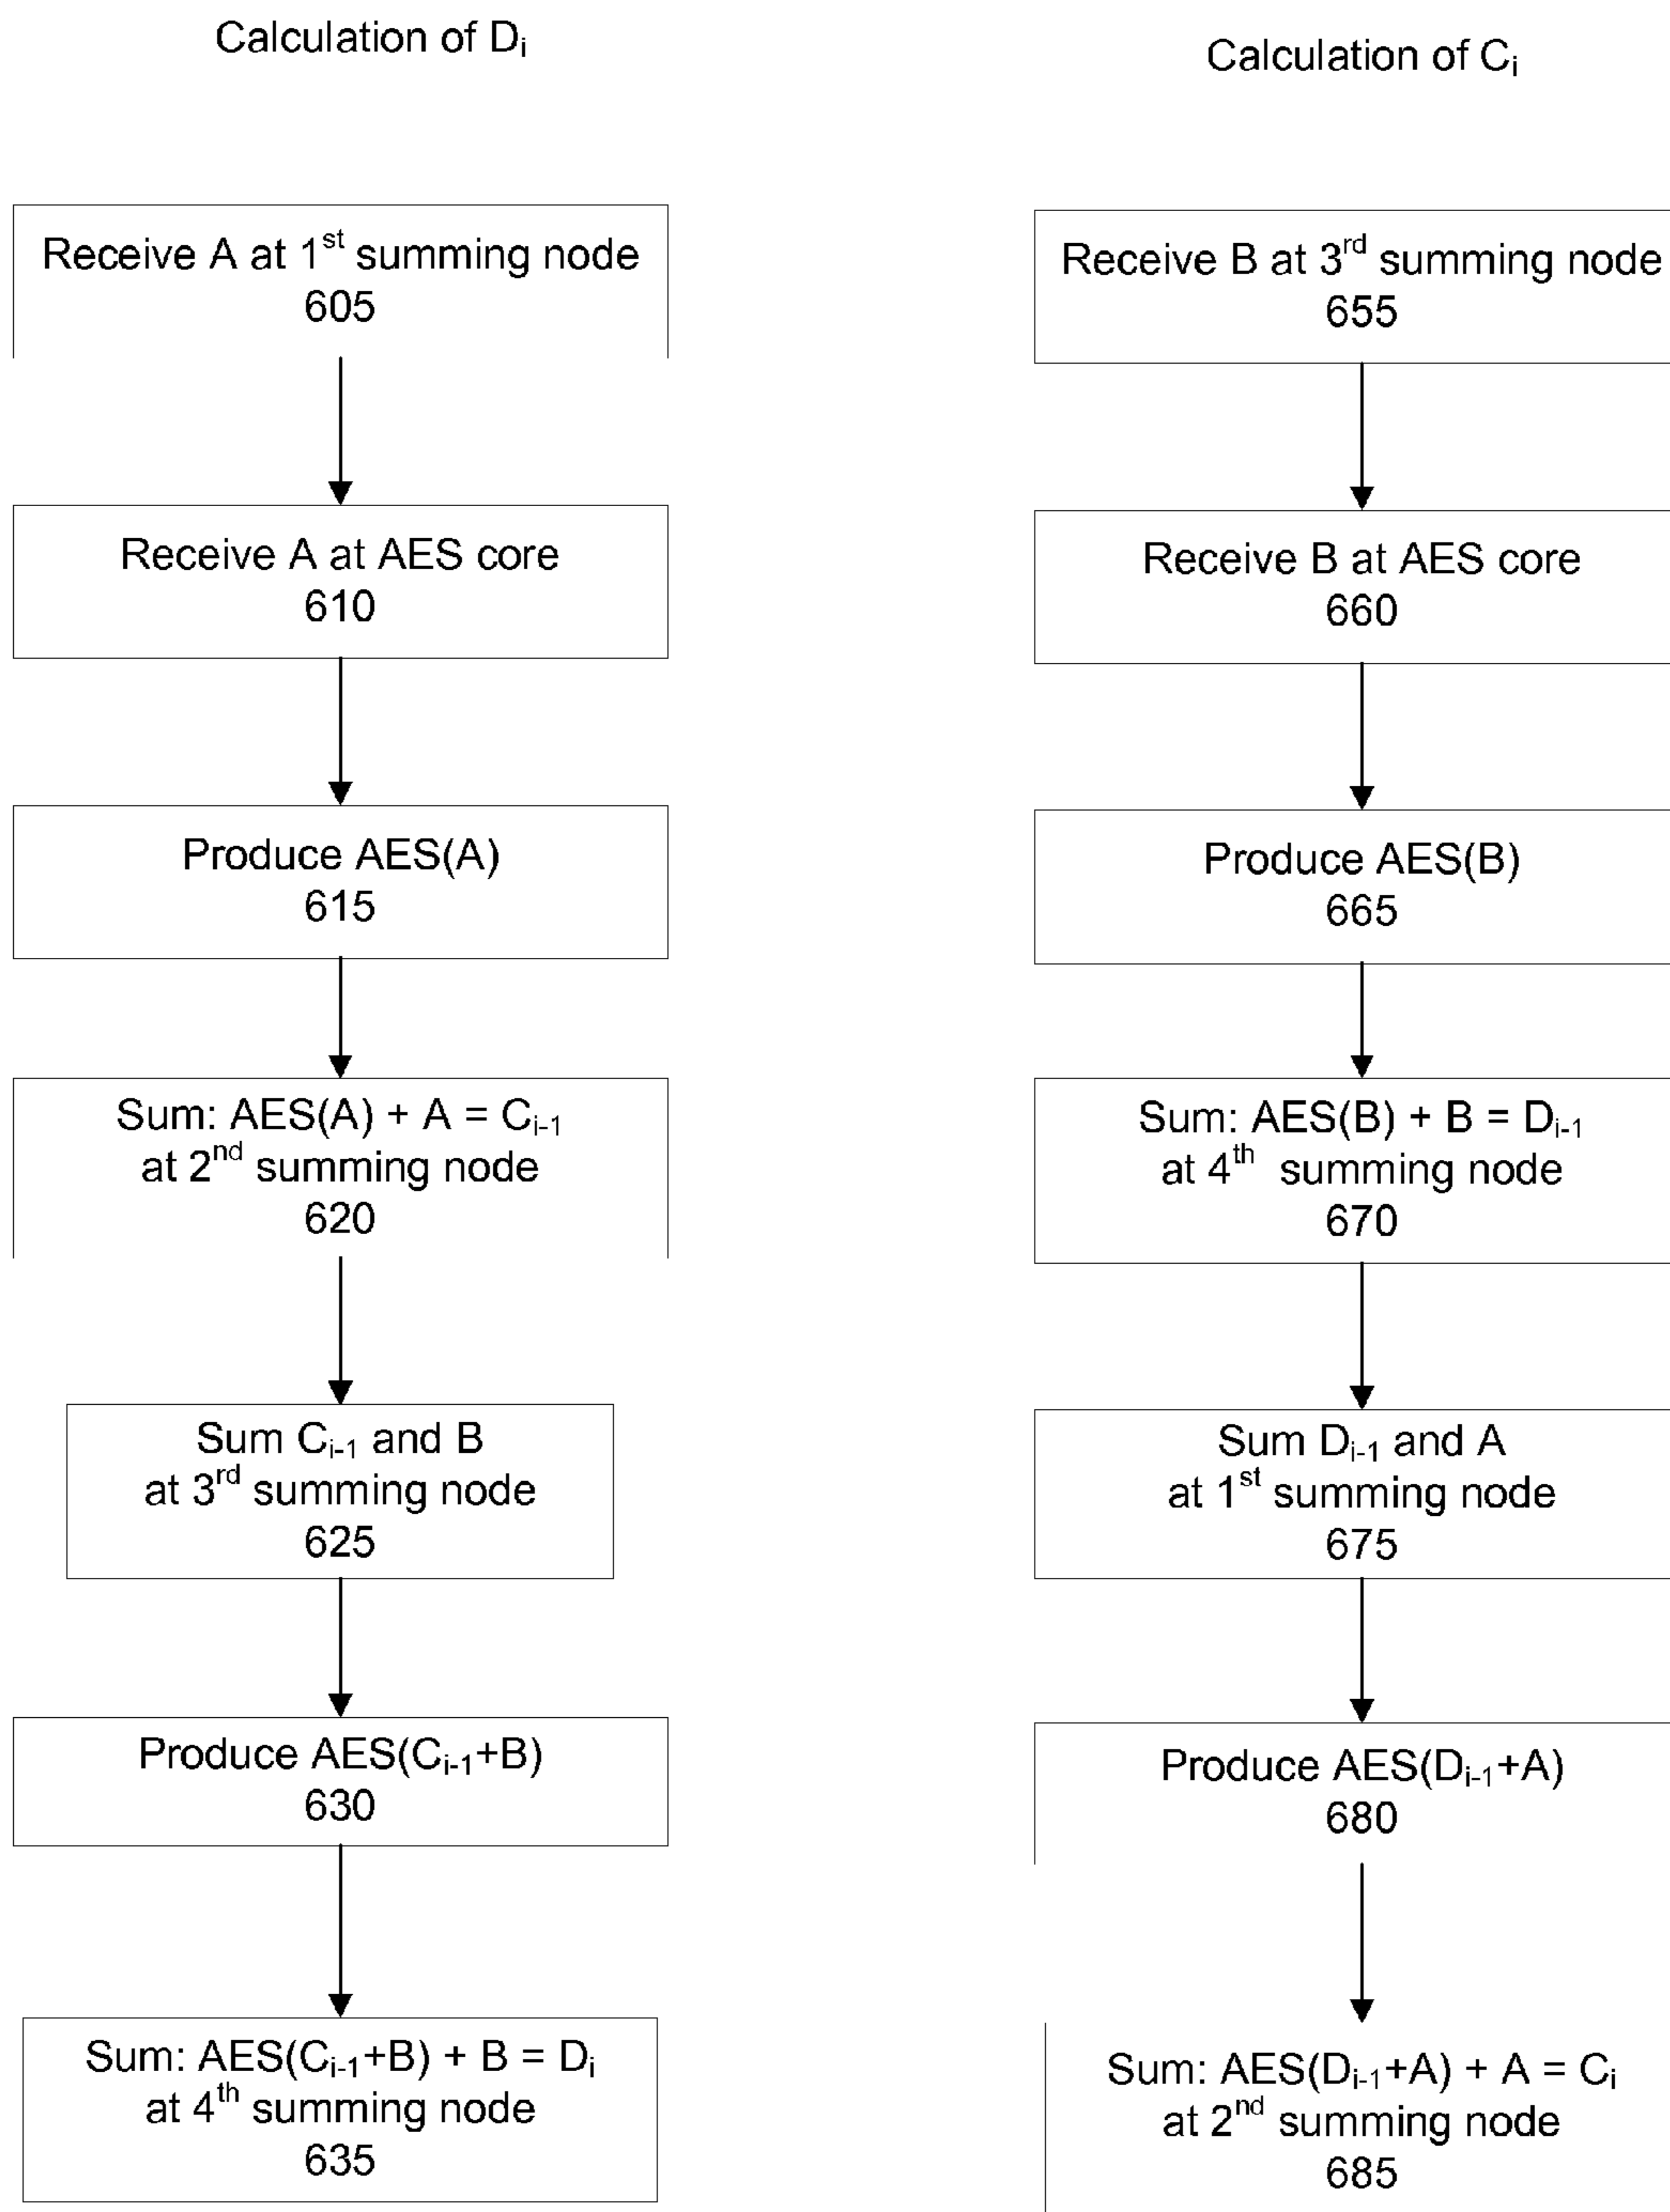 Calculation of Dᵢ
Receive A at 1ˢᵗ summing node
605
Receive A at AES core
610
Produce AES(A)
615
Sum: AES(A) + A = Cᵢ₋₁
at 2ⁿᵈ summing node
620
Sum Cᵢ₋₁ and B
at 3ʳᵈ summing node
625
Produce AES(Cᵢ₋₁+B)
630
Sum: AES(Cᵢ₋₁+B) + B = Dᵢ
at 4ᵗʰ summing node
635
Calculation of Cᵢ
Receive B at 3ʳᵈ summing node
655
Receive B at AES core
660
Produce AES(B)
665
Sum: AES(B) + B = Dᵢ₋₁
at 4ᵗʰ summing node
670
Sum Dᵢ₋₁ and A
at 1ˢᵗ summing node
675
Produce AES(Dᵢ₋₁+A)
680
Sum: AES(Dᵢ₋₁+A) + A = Cᵢ
at 2ⁿᵈ summing node
685